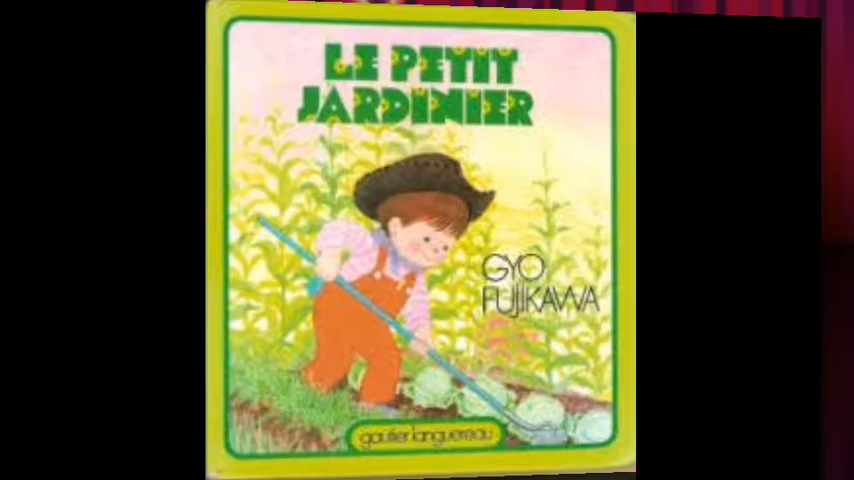 LE PETIT
JARDINIER
GYO
FUJIKAWA
gautier-languereau